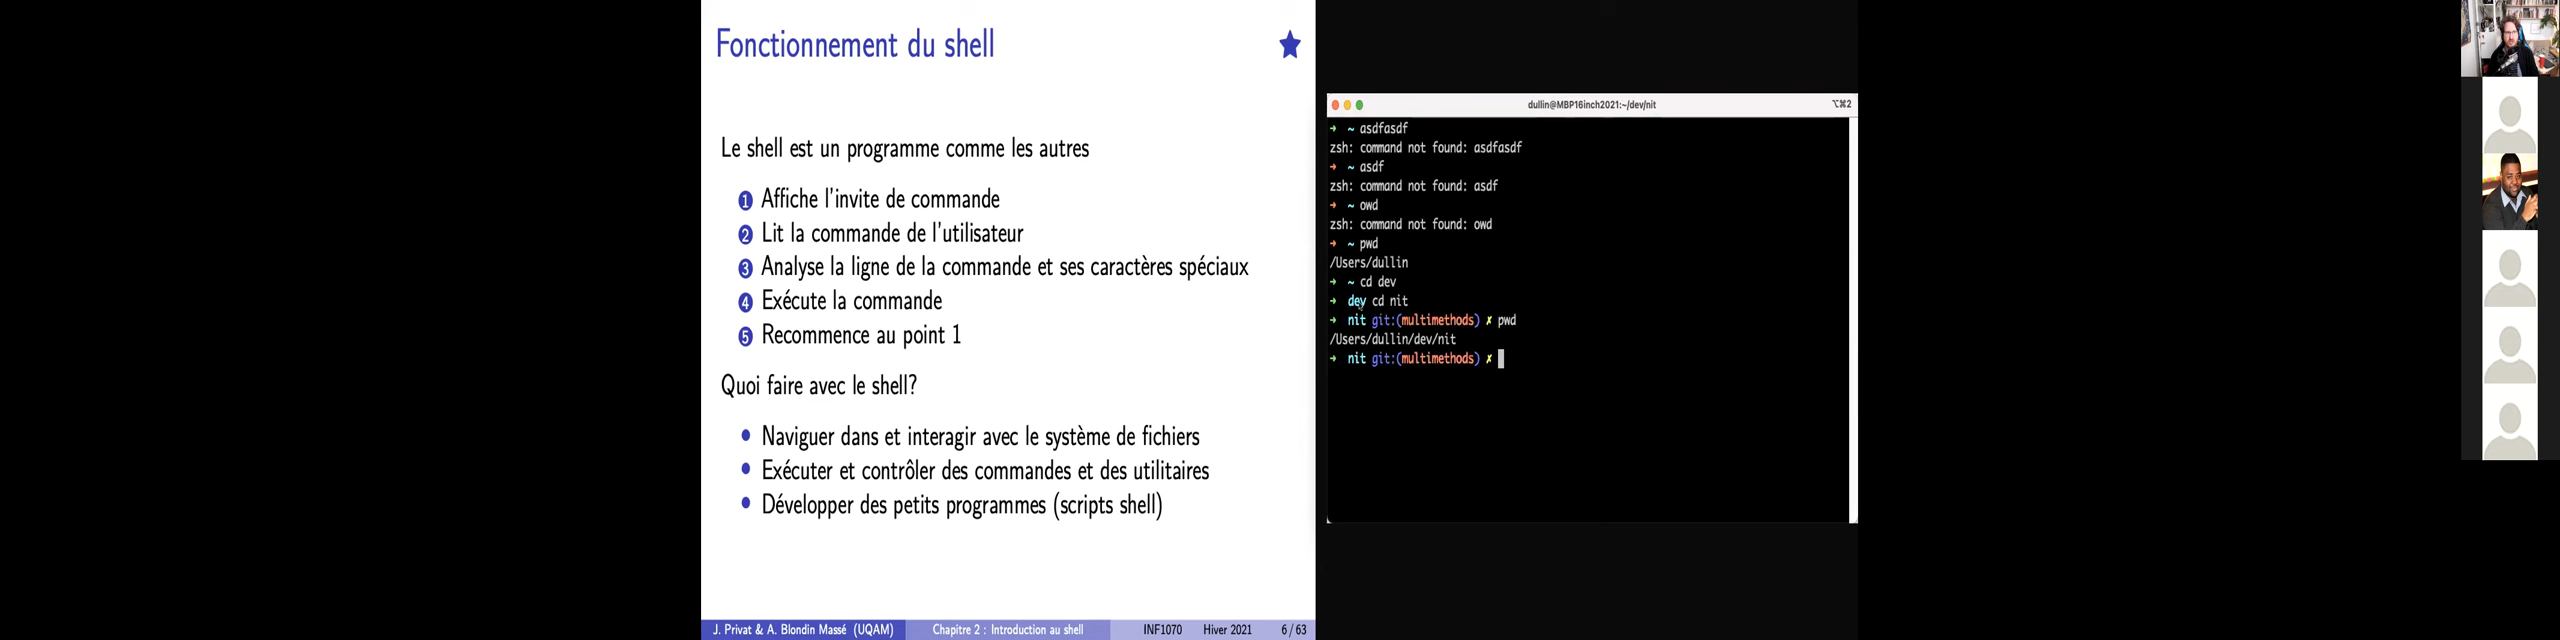 Fonctionnement du shell
Le shell est un programme comme les autres
1 Affiche l'invite de commande
2 Lit la commande de l'utilisateur
3 Analyse la ligne de la commande et ses caractères spéciaux
4 Exécute la commande
5 Recommence au point 1
Quoi faire avec le shell?
• Naviguer dans et interagir avec le système de fichiers
• Exécuter et contrôler des commandes et des utilitaires
• Développer des petits programmes (scripts shell)
J. Privat & A. Blondin Massé (UQAM) Chapitre 2 : Introduction au shell INF1070 Hiver 2021 6 / 63
dullin@MBP16inch2021:~/dev/nit ⌥⌘2
➜ ~ asdfasdf
zsh: command not found: asdfasdf
➜ ~ asdf
zsh: command not found: asdf
➜ ~ owd
zsh: command not found: owd
➜ ~ pwd
/Users/dullin
➜ ~ cd dev
➜ dev cd nit
➜ nit git:(multimethods) ✗ pwd
/Users/dullin/dev/nit
➜ nit git:(multimethods) ✗